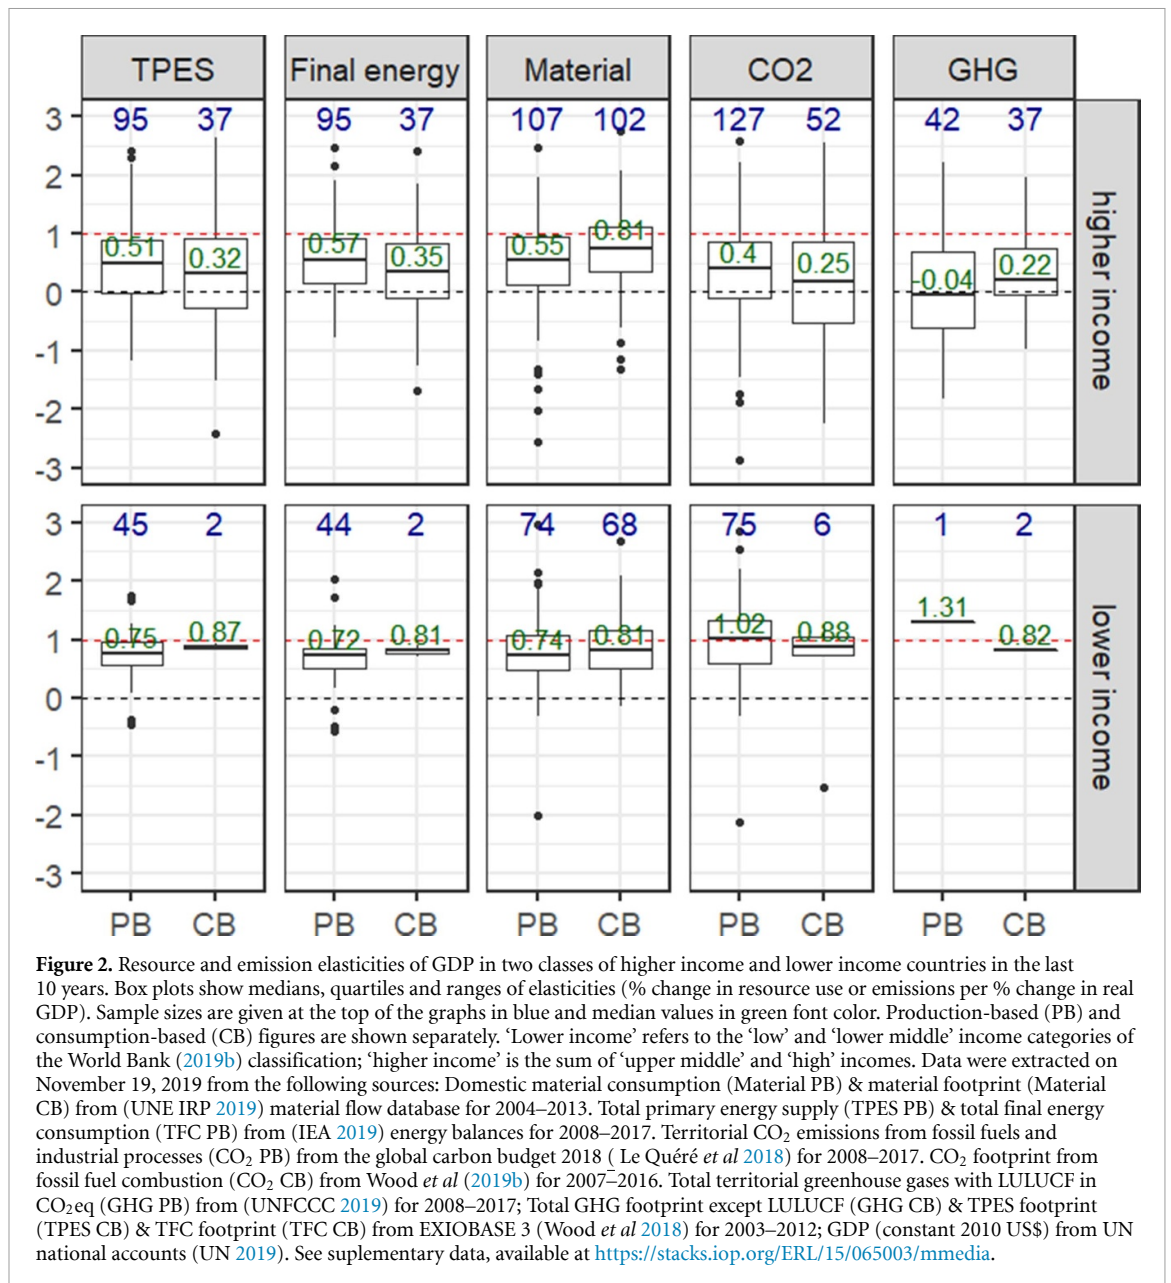 TPES Final energy Material CO2 GHG
95 37 95 37 107 102 127 52 42 37
3
2
1
0
-1
-2
-3
0.51 0.32 0.57 0.35 0.55 0.81 0.4 0.25 -0.04 0.22
higher income
45 2 44 2 74 68 75 6 1 2
3
2
1
0
-1
-2
-3
0.75 0.87 0.72 0.81 0.74 0.81 1.02 0.88 1.31 0.82
lower income
PB CB PB CB PB CB PB CB PB CB
Figure 2. Resource and emission elasticities of GDP in two classes of higher income and lower income countries in the last
10 years. Box plots show medians, quartiles and ranges of elasticities (% change in resource use or emissions per % change in real
GDP). Sample sizes are given at the top of the graphs in blue and median values in green font color. Production-based (PB) and
consumption-based (CB) figures are shown separately. ‘Lower income’ refers to the ‘low’ and ‘lower middle’ income categories of
the World Bank (2019b) classification; ‘higher income’ is the sum of ‘upper middle’ and ‘high’ incomes. Data were extracted on
November 19, 2019 from the following sources: Domestic material consumption (Material PB) & material footprint (Material
CB) from (UNE IRP 2019) material flow database for 2004–2013. Total primary energy supply (TPES PB) & total final energy
consumption (TFC PB) from (IEA 2019) energy balances for 2008–2017. Territorial CO₂ emissions from fossil fuels and
industrial processes (CO₂ PB) from the global carbon budget 2018 ( Le Quéré et al 2018) for 2008–2017. CO₂ footprint from
fossil fuel combustion (CO₂ CB) from Wood et al (2019b) for 2007–2016. Total territorial greenhouse gases with LULUCF in
CO₂eq (GHG PB) from (UNFCCC 2019) for 2008–2017; Total GHG footprint except LULUCF (GHG CB) & TPES footprint
(TPES CB) & TFC footprint (TFC CB) from EXIOBASE 3 (Wood et al 2018) for 2003–2012; GDP (constant 2010 US$) from UN
national accounts (UN 2019). See suplementary data, available at https://stacks.iop.org/ERL/15/065003/mmedia.